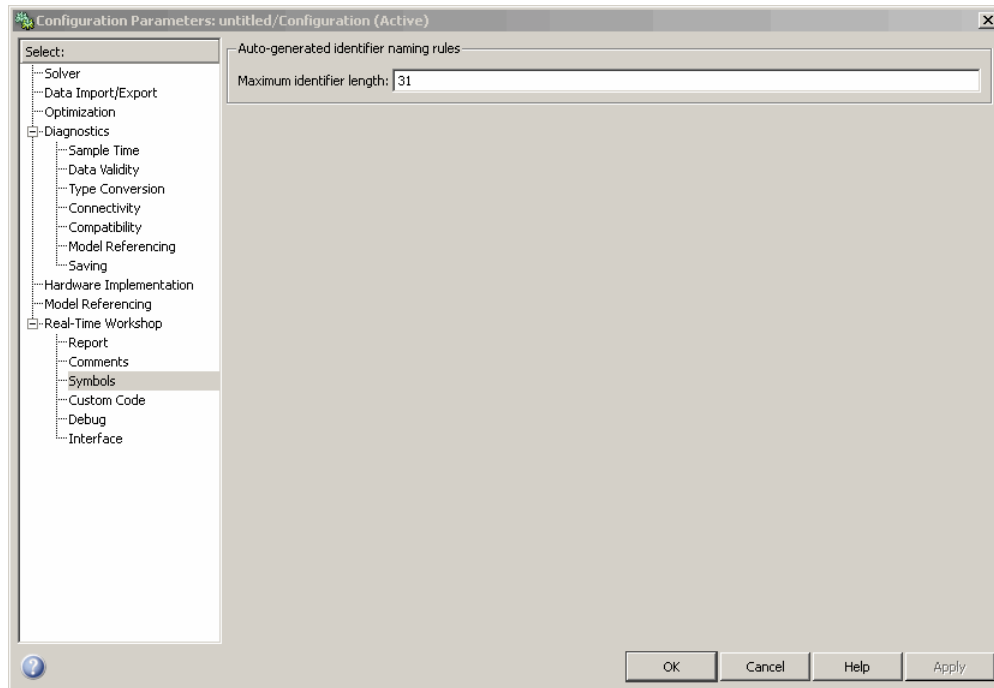 Configuration Parameters: untitled/Configuration (Active)
Select:
Solver
Data Import/Export
Optimization
Diagnostics
Sample Time
Data Validity
Type Conversion
Connectivity
Compatibility
Model Referencing
Saving
Hardware Implementation
Model Referencing
Real-Time Workshop
Report
Comments
Symbols
Custom Code
Debug
Interface
Auto-generated identifier naming rules
Maximum identifier length: 31
OK Cancel Help Apply